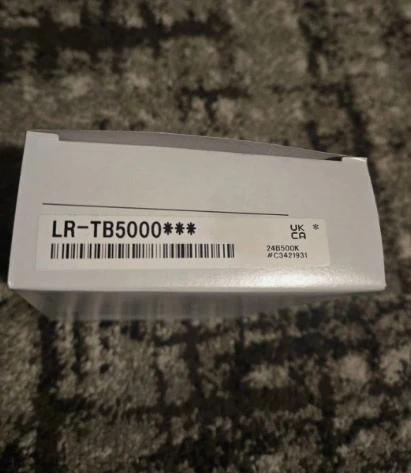 LR-TB5000***
UK
CA
*
24B500K
#C3421931